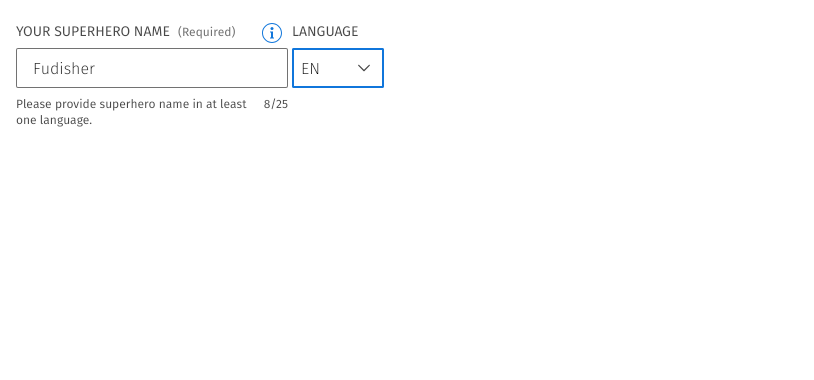 YOUR SUPERHERO NAME (Required) LANGUAGE
Fudisher EN
Please provide superhero name in at least 8/25
one language.